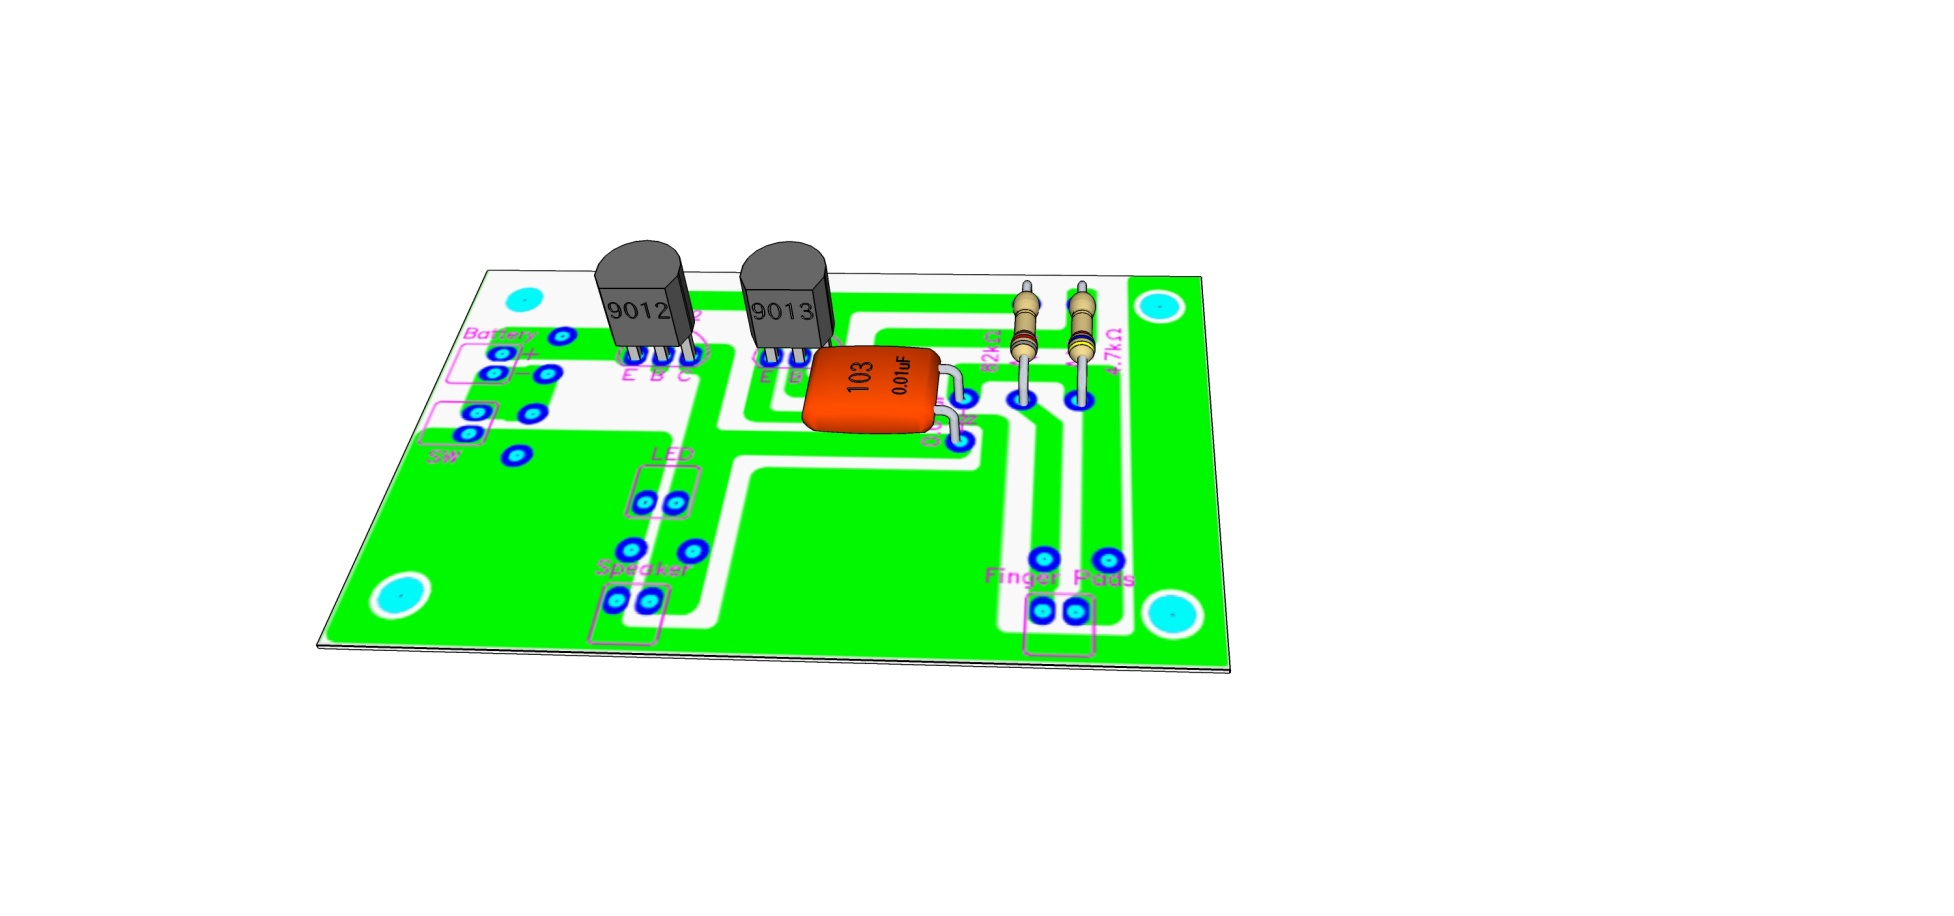 9012
9013
Battery
+
-
E B C
E B
103
0.01uF
82kΩ
4.7kΩ
SW
LED
Speaker
Finger Pads